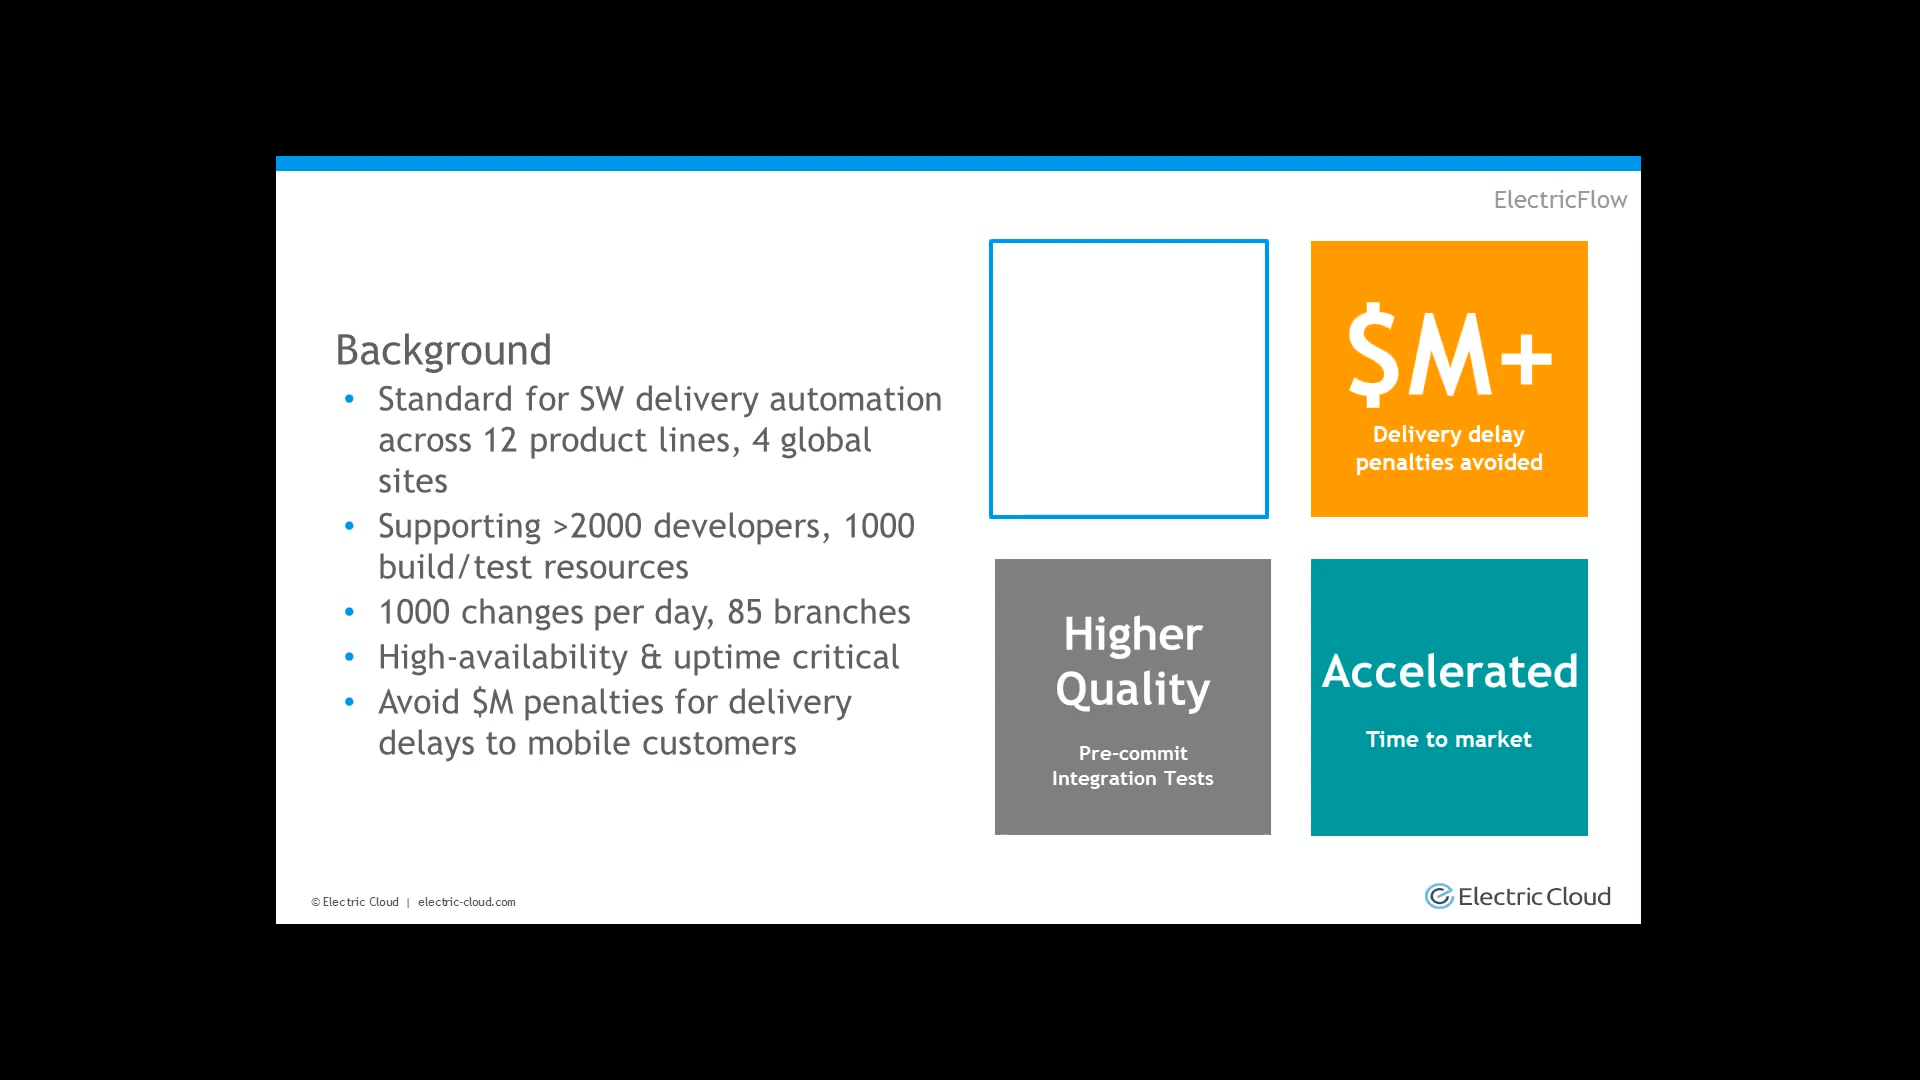 ElectricFlow
Background
• Standard for SW delivery automation
across 12 product lines, 4 global
sites
• Supporting >2000 developers, 1000
build/test resources
• 1000 changes per day, 85 branches
• High-availability & uptime critical
• Avoid $M penalties for delivery
delays to mobile customers
$M+
Delivery delay
penalties avoided
Higher
Quality
Pre-commit
Integration Tests
Accelerated
Time to market
© Electric Cloud | electric-cloud.com
Electric Cloud